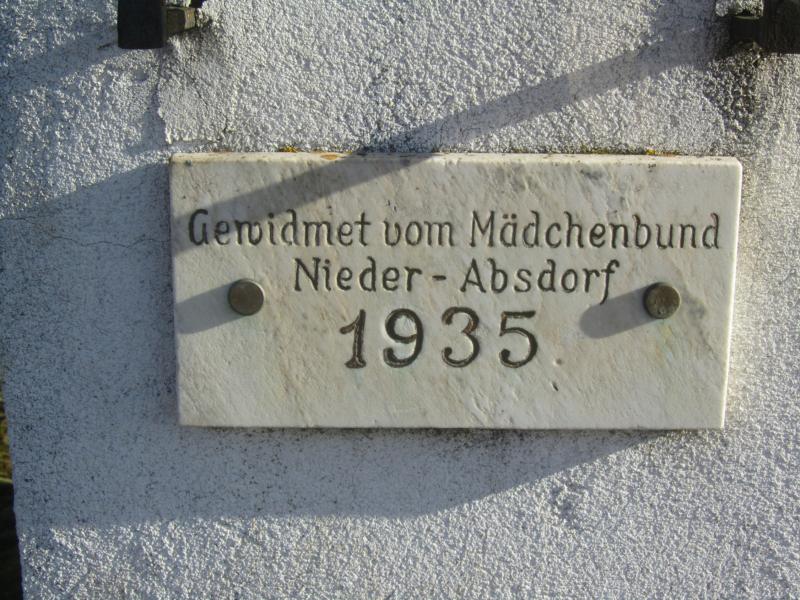 Gewidmet vom Mädchenbund
Nieder-Absdorf
1935.